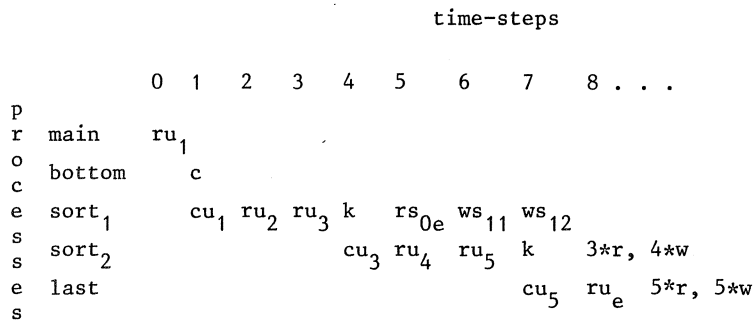 time-steps
0 1 2 3 4 5 6 7 8 . . .
processes
main ru1
bottom c
sort1 cu1 ru2 ru3 k rs0e ws11 ws12
sort2 cu3 ru4 ru5 k 3*r, 4*w
last cu5 rue 5*r, 5*w